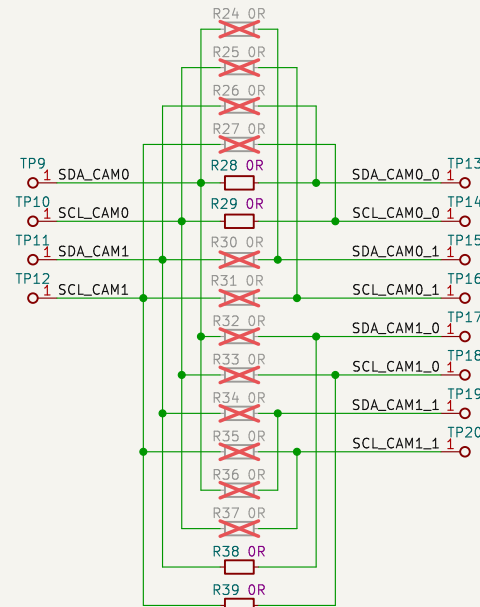 R24 0R
R25 0R
R26 0R
R27 0R
TP9 R28 0R TP13
1 SDA_CAM0 SDA_CAM0_0 1
TP10 R29 0R TP14
1 SCL_CAM0 SCL_CAM0_0 1
TP11 R30 0R TP15
1 SDA_CAM1 SDA_CAM0_1 1
TP12 R31 0R TP16
1 SCL_CAM1 SCL_CAM0_1 1
R32 0R TP17
SDA_CAM1_0 1
R33 0R TP18
SCL_CAM1_0 1
R34 0R TP19
SDA_CAM1_1 1
R35 0R TP20
SCL_CAM1_1 1
R36 0R
R37 0R
R38 0R
R39 0R